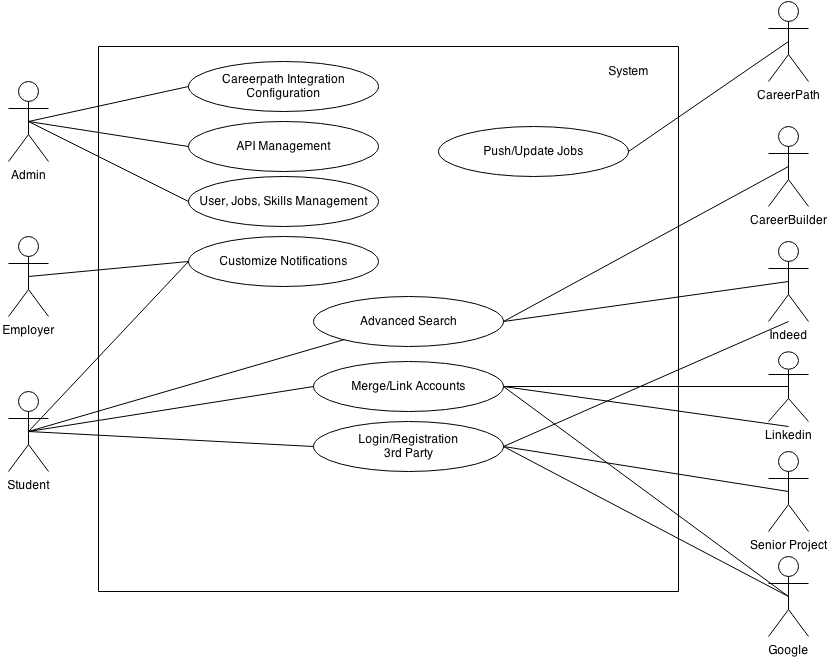 System
Careerpath Integration
Configuration
CareerPath
API Management
Push/Update Jobs
Admin
User, Jobs, Skills Management
CareerBuilder
Customize Notifications
Employer
Advanced Search
Indeed
Merge/Link Accounts
Linkedin
Login/Registration
3rd Party
Student
Senior Project
Google